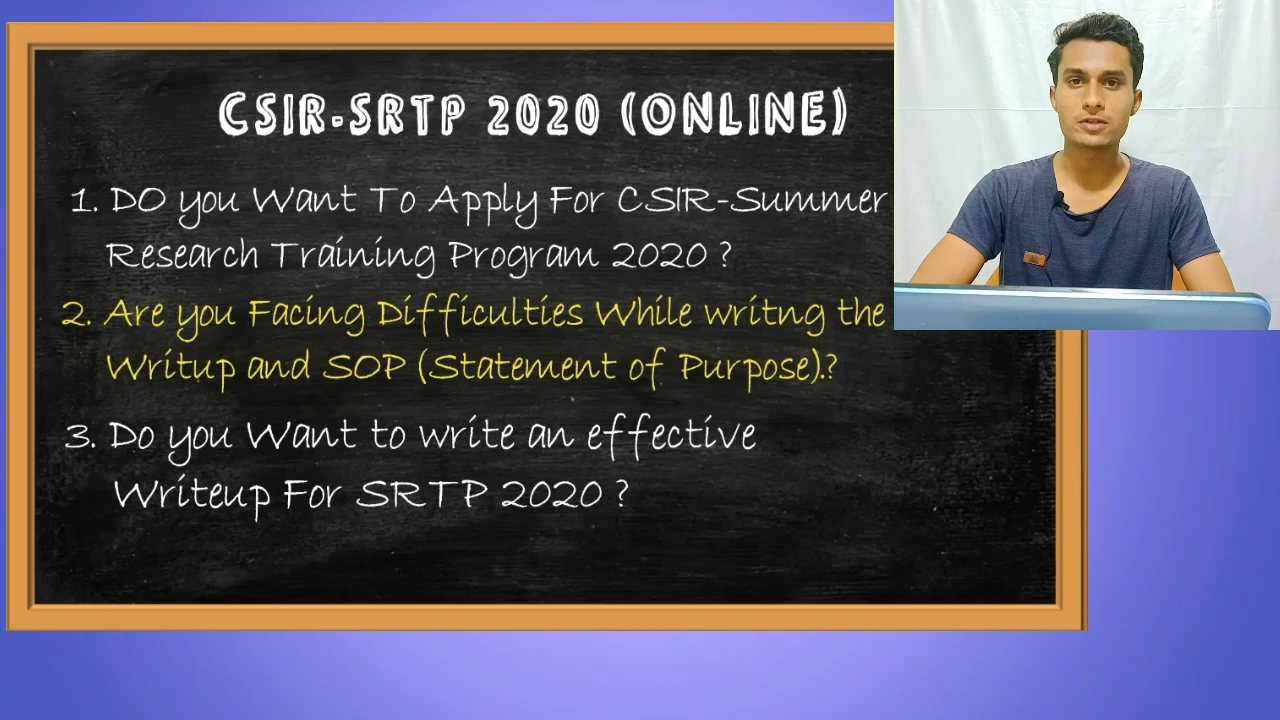 CSIR-SRTP 2020 (ONLINE)
1. DO you Want To Apply For CSIR-Summer
Research Training Program 2020 ?
2. Are you Facing Difficulties While writng the
Writup and SOP (Statement of Purpose).?
3. Do you Want to write an effective
Writeup For SRTP 2020 ?